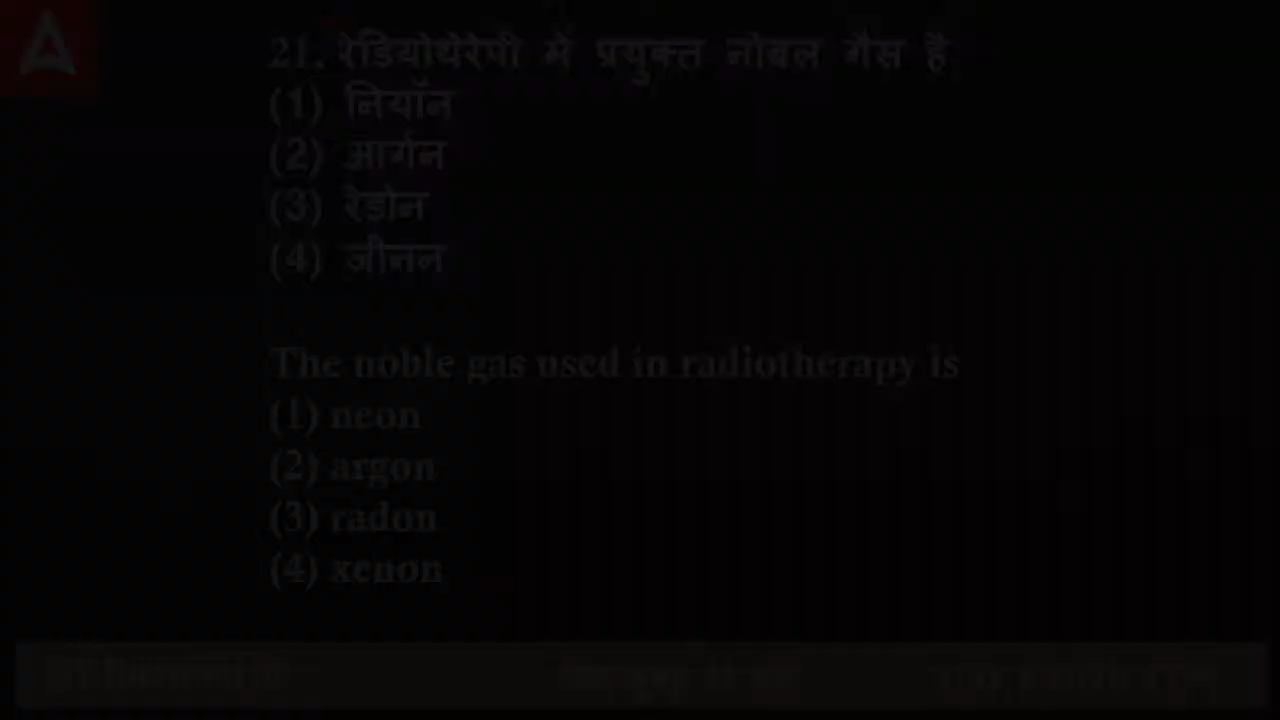 21. रेडियोथेरेपी में प्रयुक्त नोबल गैस है
(1) नियॉन
(2) आर्गन
(3) रेडोन
(4) जीनल
The noble gas used in radiotherapy is
(1) neon
(2) argon
(3) radon
(4) xenon